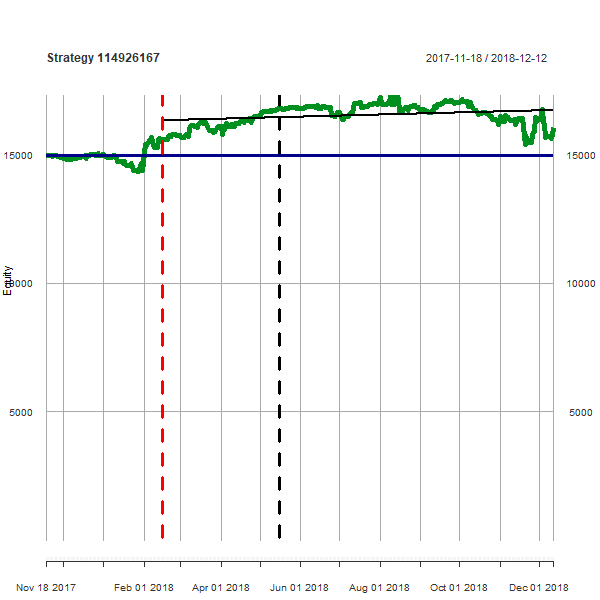 Strategy 114926167 2017-11-18 / 2018-12-12
15000 15000
10000 10000
Equity
5000 5000
Nov 18 2017 Feb 01 2018 Apr 01 2018 Jun 01 2018 Aug 01 2018 Oct 01 2018 Dec 01 2018